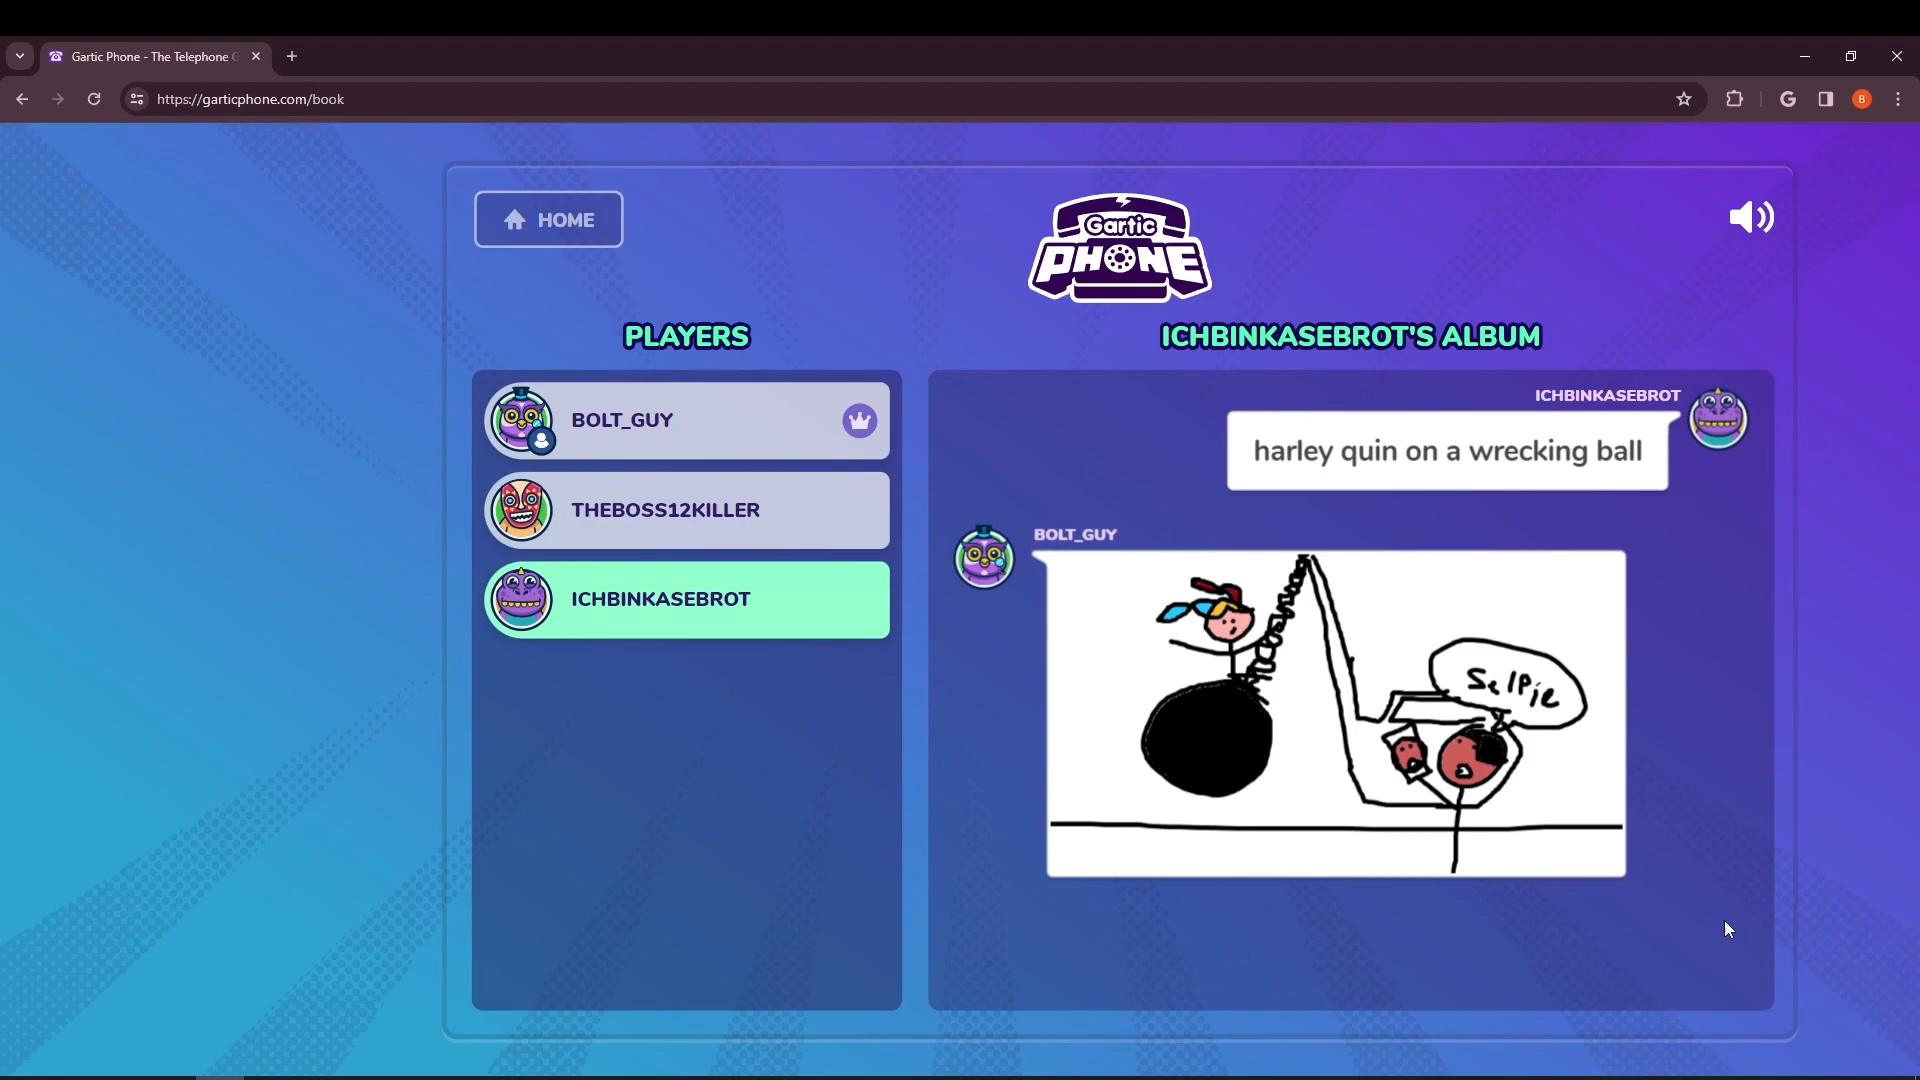 Gartic Phone - The Telephone G
https://garticphone.com/book
B
HOME
Gartic
PHONE
PLAYERS
ICHBINKASEBROT'S ALBUM
BOLT_GUY
THEBOSS12KILLER
ICHBINKASEBROT
ICHBINKASEBROT
harley quin on a wrecking ball
BOLT_GUY
Selpie